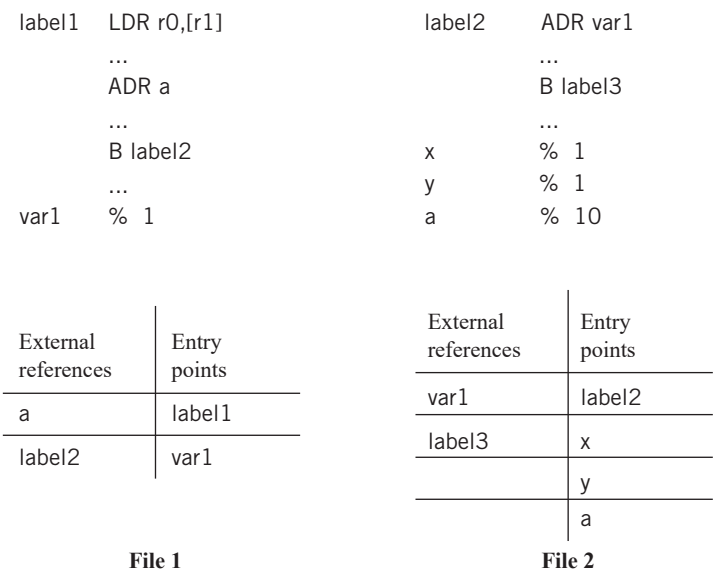 label1 LDR r0,[r1]
...
ADR a
...
B label2
...
var1 % 1
External
references
Entry
points
a label1
label2 var1
File 1
label2 ADR var1
...
B label3
...
x % 1
y % 1
a % 10
External
references
Entry
points
var1 label2
label3 x
y
a
File 2